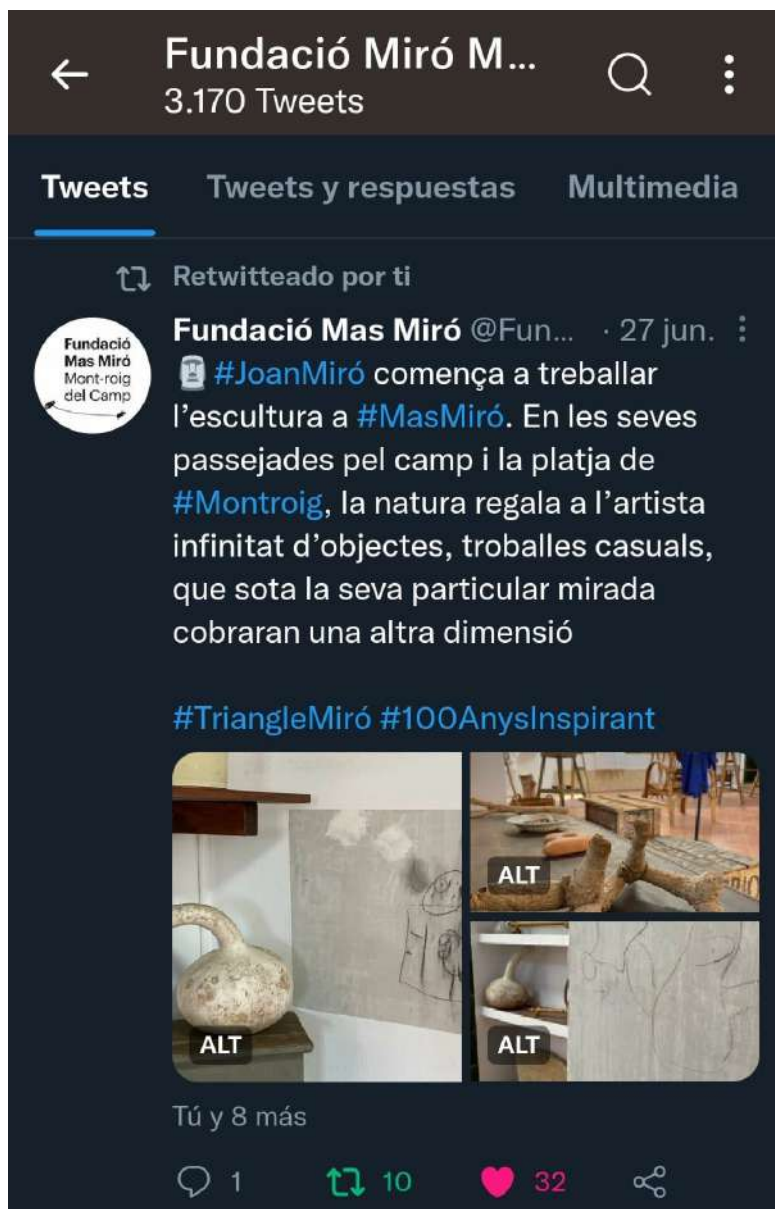 Fundació Miró M...
3.170 Tweets
Tweets
Tweets y respuestas
Multimedia
Retwitteado por ti
Fundació
Mas Miró
Mont-roig
del Camp
Fundació Mas Miró @Fun... · 27 jun.
#JoanMiró comença a treballar
l'escultura a #MasMiró. En les seves
passejades pel camp i la platja de
#Montroig, la natura regala a l'artista
infinitat d'objectes, troballes casuals,
que sota la seva particular mirada
cobraran una altra dimensió
#TriangleMiró #100AnysInspirant
ALT
ALT
ALT
Tú y 8 más
1
10
32